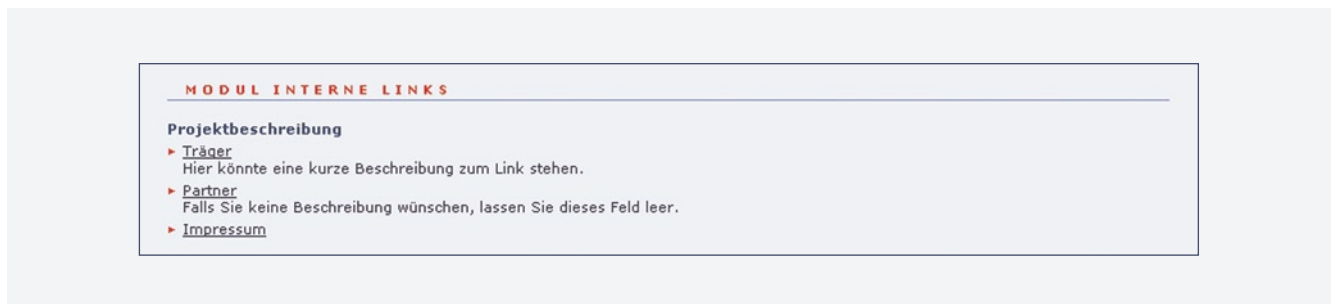 MODUL INTERNE LINKS
Projektbeschreibung
Träger
Hier könnte eine kurze Beschreibung zum Link stehen.
Partner
Falls Sie keine Beschreibung wünschen, lassen Sie dieses Feld leer.
Impressum